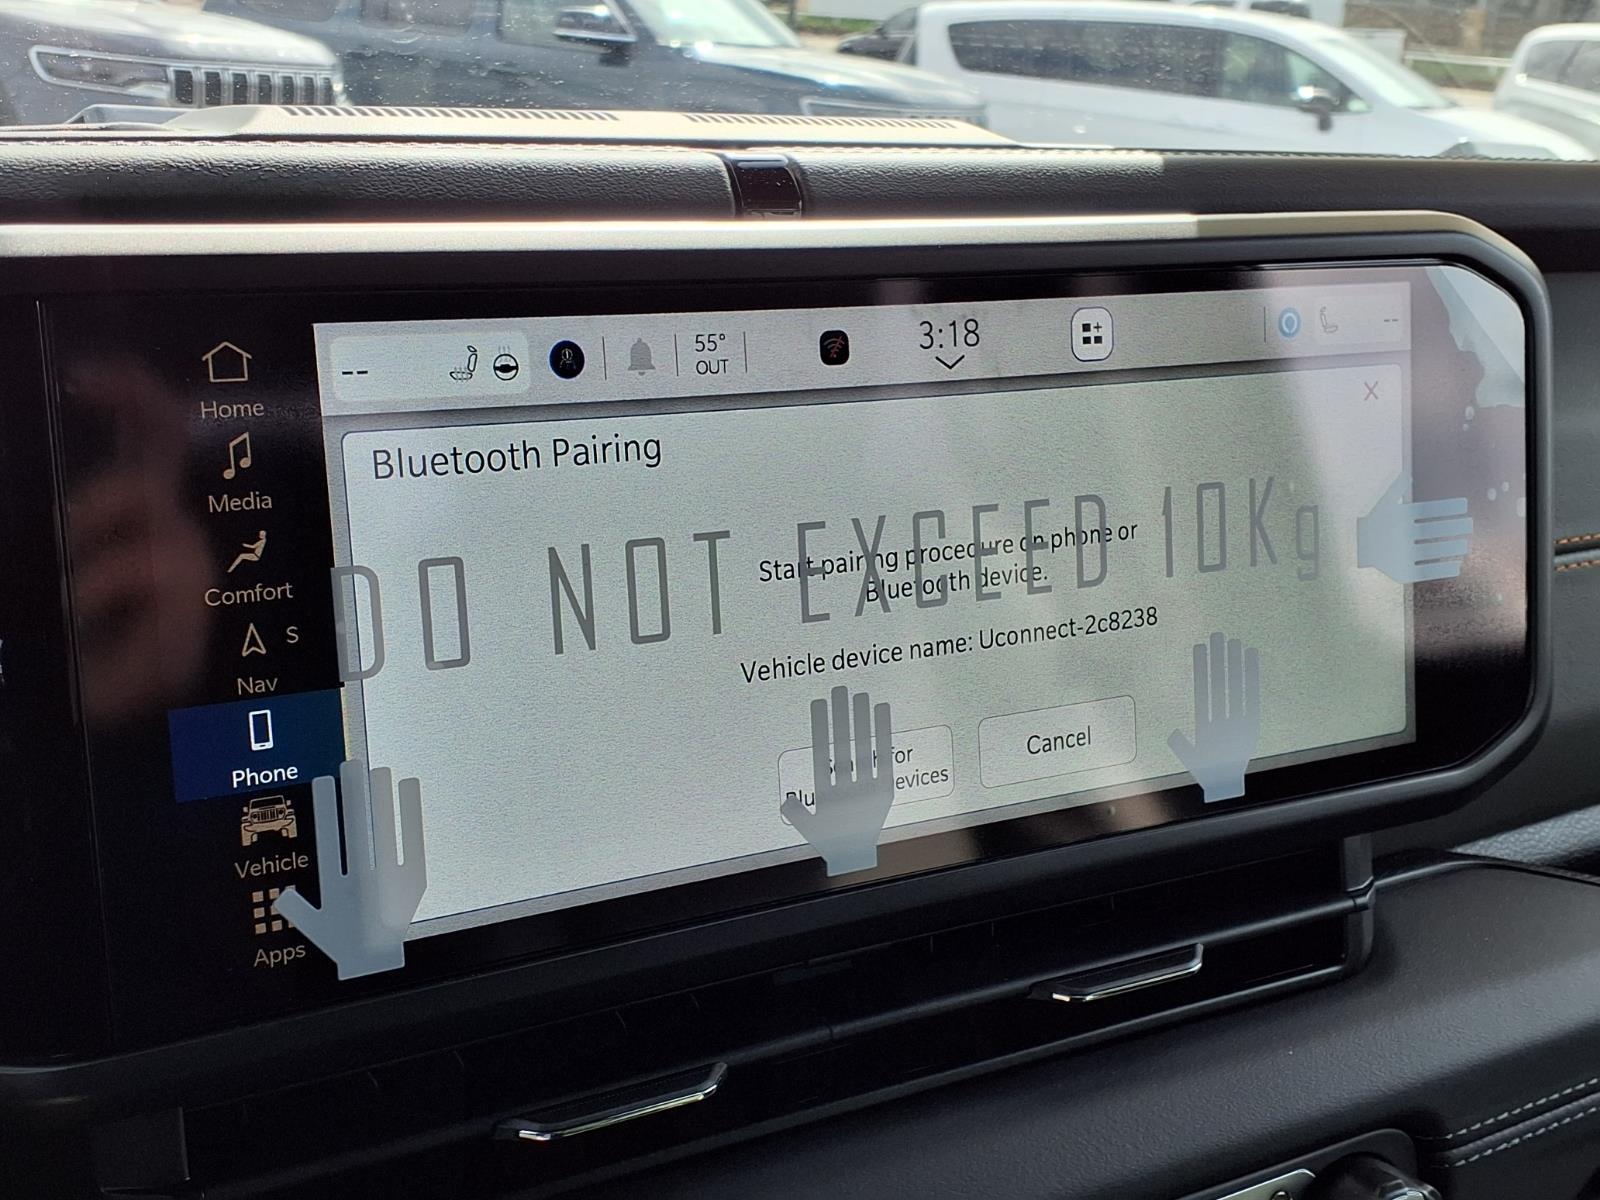 55°
OUT
3:18
--
--
Home
Media
Comfort
S
Nav
Phone
Vehicle
Apps
Bluetooth Pairing
DO NOT EXCEED 10Kg
Start pairing procedure on phone or
Bluetooth device.
Vehicle device name: Uconnect-2c8238
for
Cancel